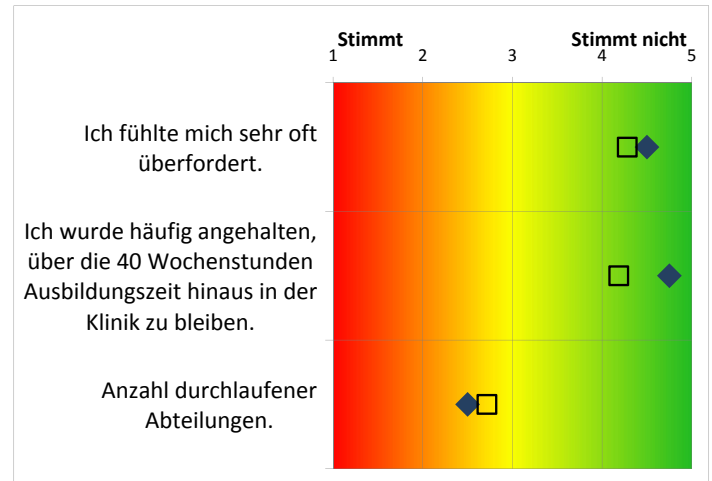 Stimmt Stimmt nicht
1 2 3 4 5
Ich fühlte mich sehr oft
überfordert.
Ich wurde häufig angehalten,
über die 40 Wochenstunden
Ausbildungszeit hinaus in der
Klinik zu bleiben.
Anzahl durchlaufener
Abteilungen.